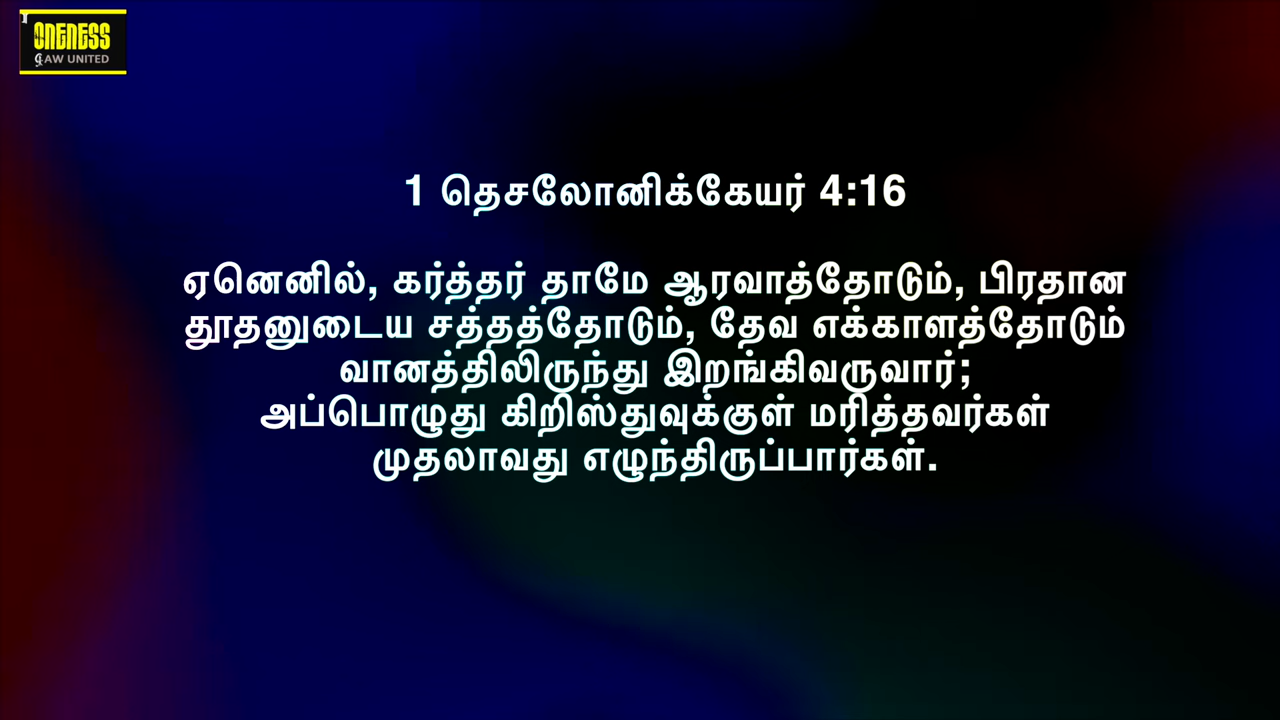 ONENESS
LAW UNITED
1 தெசலோனிக்கேயர் 4:16
ஏனெனில், கர்த்தர் தாமே ஆரவாத்தோடும், பிரதான
தூதனுடைய சத்தத்தோடும், தேவ எக்காளத்தோடும்
வானத்திலிருந்து இறங்கிவருவார்;
அப்பொழுது கிறிஸ்துவுக்குள் மரித்தவர்கள்
முதலாவது எழுந்திருப்பார்கள்.